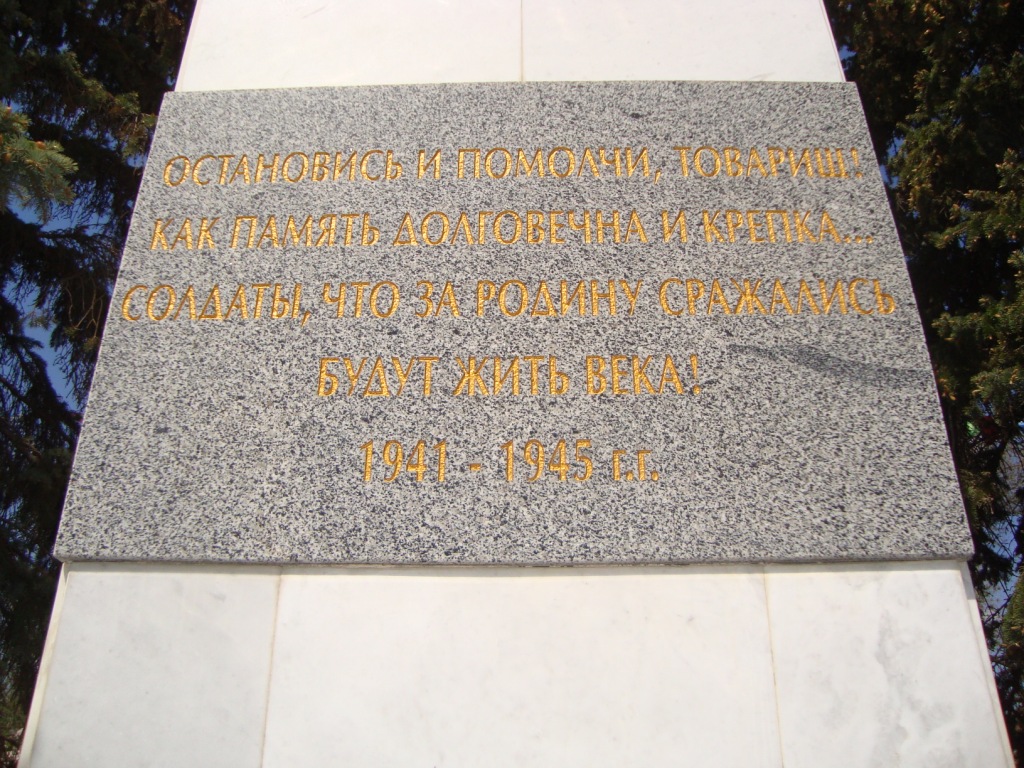 ОСТАНОВИСЬ И ПОМОЛЧИ, ТОВАРИЩ!
КАК ПАМЯТЬ ДОЛГОВЕЧНА И КРЕПКА...
СОЛДАТЫ, ЧТО ЗА РОДИНУ СРАЖАЛИСЬ
БУДУТ ЖИТЬ ВЕКА!
1941 - 1945 г.г.